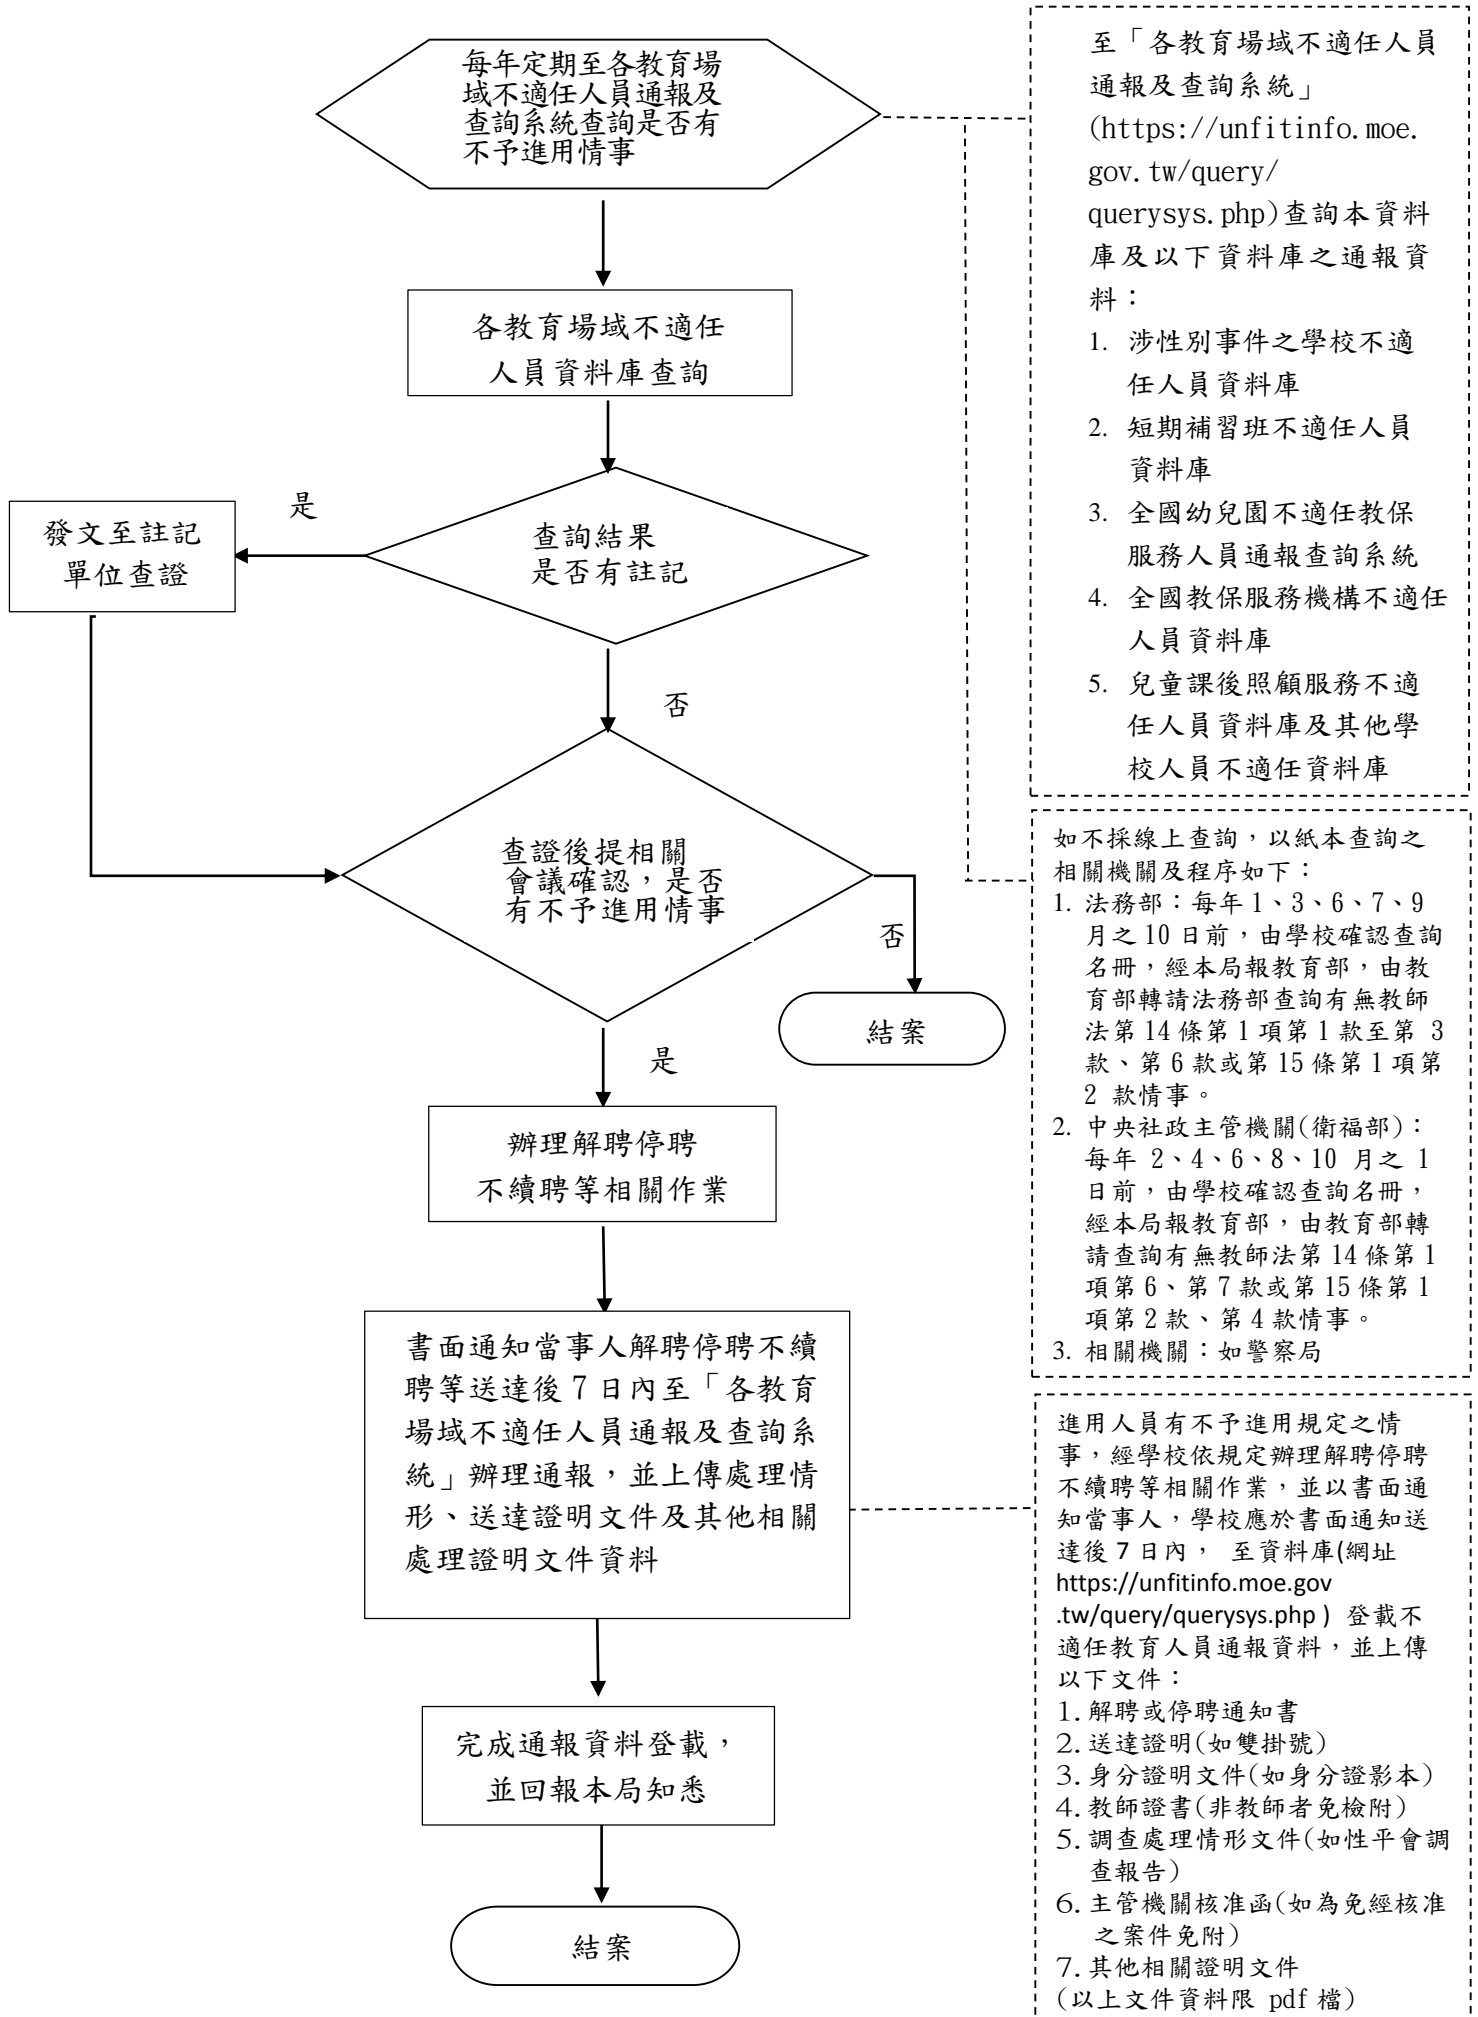 每年定期至各教育場
域不適任人員通報及
查詢系統查詢是否有
不予進用情事
各教育場域不適任
人員資料庫查詢
查詢結果
是否有註記
是
發文至註記
單位查證
否
查證後提相關
會議確認，是否
有不予進用情事
否
結案
是
辦理解聘停聘
不續聘等相關作業
書面通知當事人解聘停聘不續
聘等送達後７日內至「各教育
場域不適任人員通報及查詢系
統」辦理通報，並上傳處理情
形、送達證明文件及其他相關
處理證明文件資料
完成通報資料登載，
並回報本局知悉
結案
至「各教育場域不適任人員
通報及查詢系統」
(https://unfitinfo.moe.
gov.tw/query/
querysys.php)查詢本資料
庫及以下資料庫之通報資
料：
1. 涉性別事件之學校不適
任人員資料庫
2. 短期補習班不適任人員
資料庫
3. 全國幼兒園不適任教保
服務人員通報查詢系統
4. 全國教保服務機構不適任
人員資料庫
5. 兒童課後照顧服務不適
任人員資料庫及其他學
校人員不適任資料庫
如不採線上查詢，以紙本查詢之
相關機關及程序如下：
1. 法務部：每年 1、3、6、7、9
月之 10 日前，由學校確認查詢
名冊，經本局報教育部，由教
育部轉請法務部查詢有無教師
法第 14 條第 1 項第 1 款至第 3
款、第 6 款或第 15 條第 1 項第
2 款情事。
2. 中央社政主管機關(衛福部)：
每年 2、4、6、8、10 月之 1
日前，由學校確認查詢名冊，
經本局報教育部，由教育部轉
請查詢有無教師法第 14 條第 1
項第 6、第 7 款或第 15 條第 1
項第 2 款、第 4 款情事。
3. 相關機關：如警察局
進用人員有不予進用規定之情
事，經學校依規定辦理解聘停聘
不續聘等相關作業，並以書面通
知當事人，學校應於書面通知送
達後 7 日內， 至資料庫(網址
https://unfitinfo.moe.gov
.tw/query/querysys.php ) 登載不
適任教育人員通報資料，並上傳
以下文件：
1.解聘或停聘通知書
2.送達證明(如雙掛號)
3.身分證明文件(如身分證影本)
4.教師證書(非教師者免檢附)
5.調查處理情形文件(如性平會調
查報告)
6.主管機關核准函(如為免經核准
之案件免附)
7.其他相關證明文件
(以上文件資料限 pdf 檔)